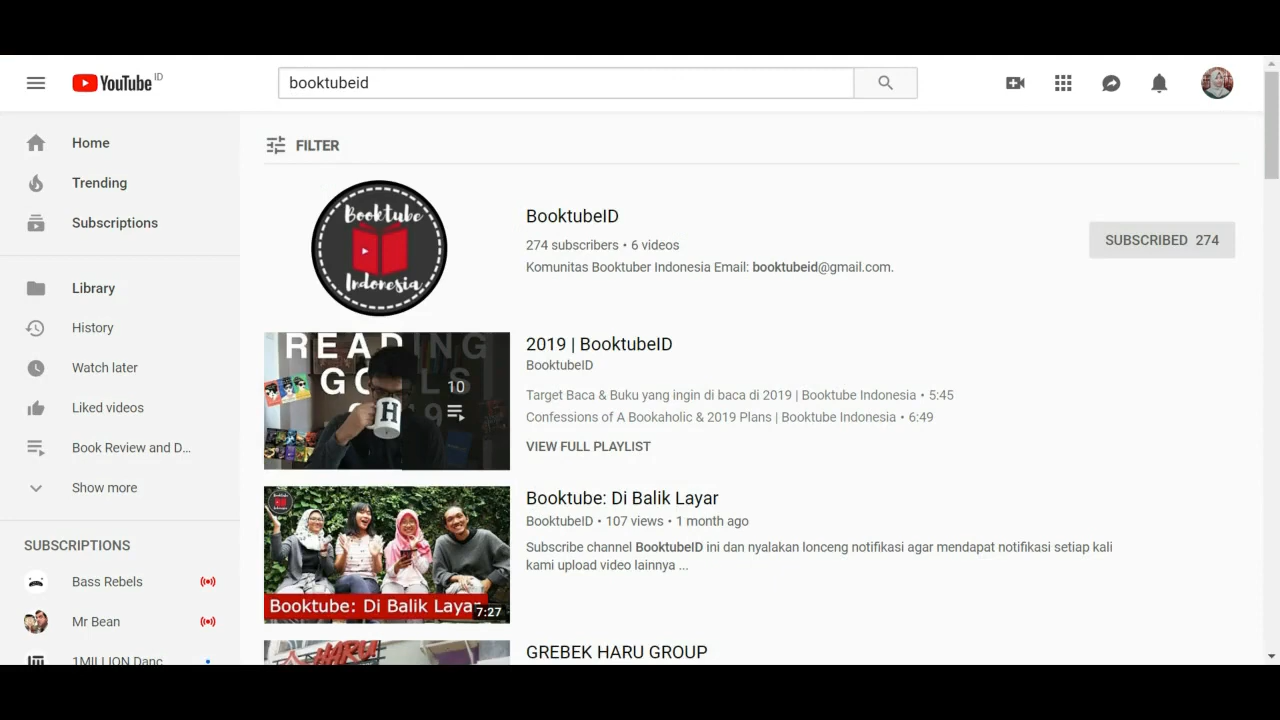 YouTube ID
booktubeid
Home
Trending
Subscriptions
Library
History
Watch later
Liked videos
Book Review and D...
Show more
SUBSCRIPTIONS
Bass Rebels
Mr Bean
1MILLION Danc
FILTER
Booktube
Indonesia
BooktubeID
274 subscribers • 6 videos
Komunitas Booktuber Indonesia Email: booktubeid@gmail.com.
SUBSCRIBED 274
READING
GOALS
2019
10
H
2019 | BooktubeID
BooktubeID
Target Baca & Buku yang ingin di baca di 2019 | Booktube Indonesia • 5:45
Confessions of A Bookaholic & 2019 Plans | Booktube Indonesia • 6:49
VIEW FULL PLAYLIST
Booktube: Di Balik Layar
7:27
Booktube: Di Balik Layar
BooktubeID • 107 views • 1 month ago
Subscribe channel BooktubeID ini dan nyalakan lonceng notifikasi agar mendapat notifikasi setiap kali
kami upload video lainnya ...
HARU
GREBEK HARU GROUP